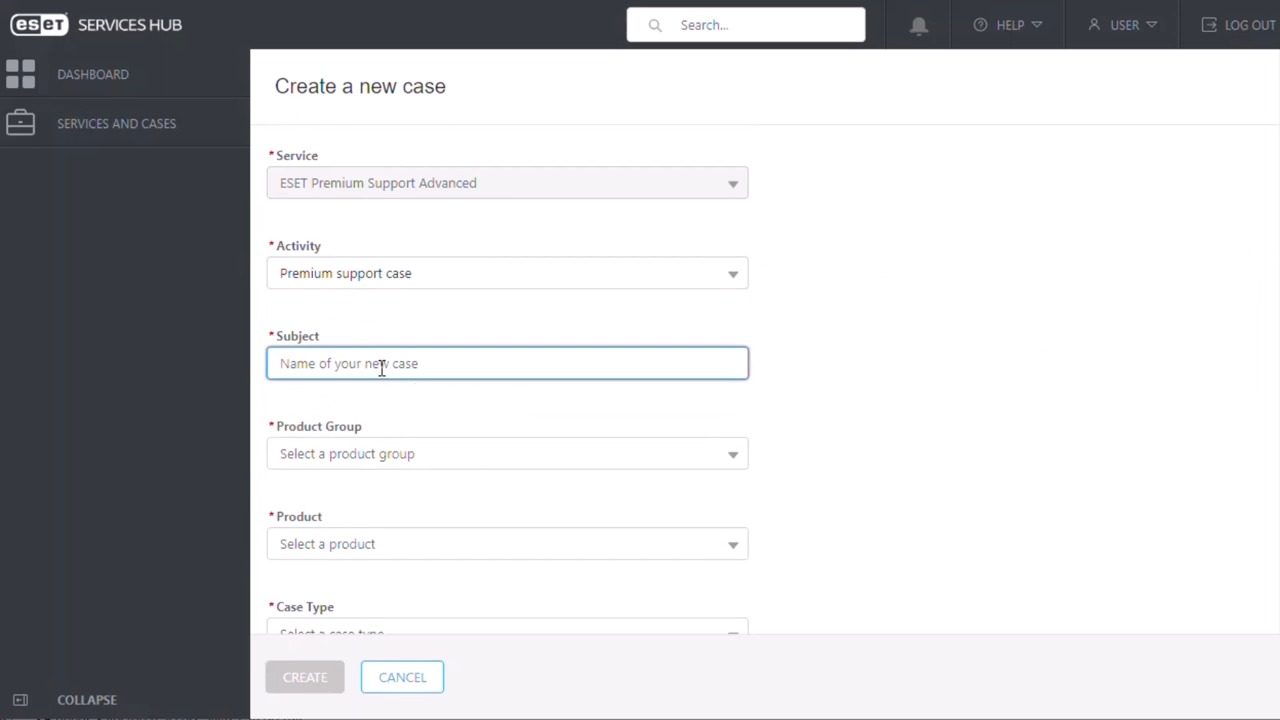 eset SERVICES HUB
Search...
HELP
USER
LOG OUT
DASHBOARD
SERVICES AND CASES
Create a new case
* Service
ESET Premium Support Advanced
* Activity
Premium support case
* Subject
Name of your new case
* Product Group
Select a product group
* Product
Select a product
* Case Type
Select a case type
CREATE
CANCEL
COLLAPSE